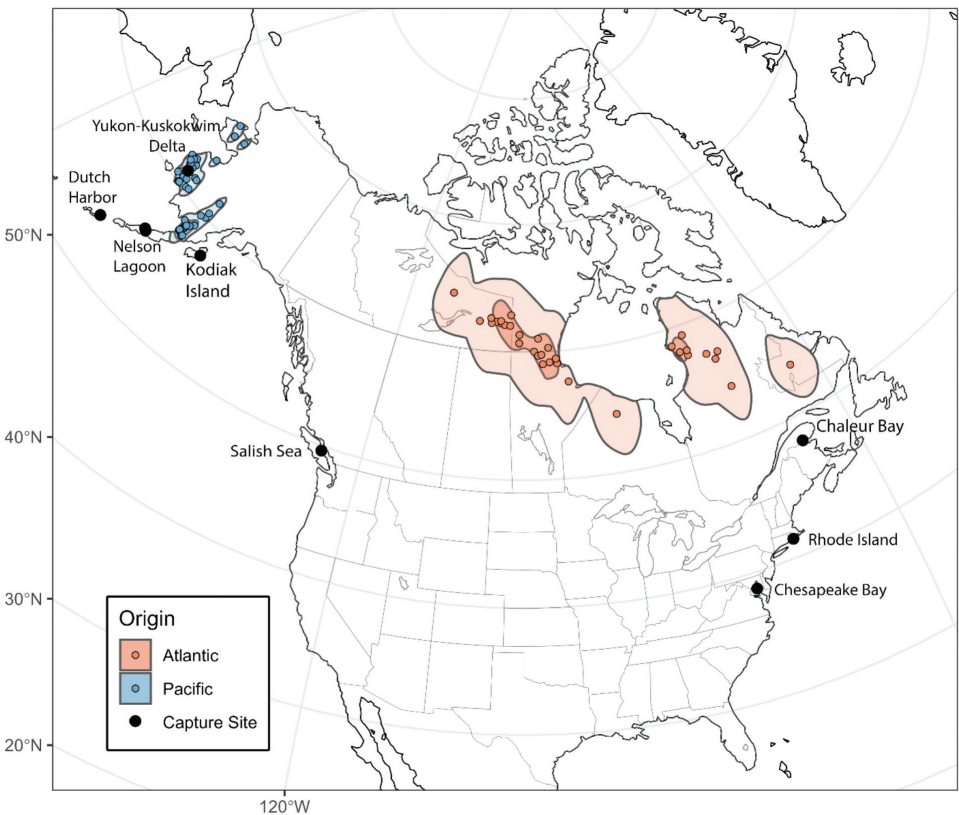 Yukon-Kuskokwim
Delta
Dutch
Harbor
50°N
Nelson
Lagoon
Kodiak
Island
40°N
Salish Sea
Chaleur Bay
Rhode Island
30°N
Chesapeake Bay
Origin
Atlantic
Pacific
Capture Site
20°N
120°W